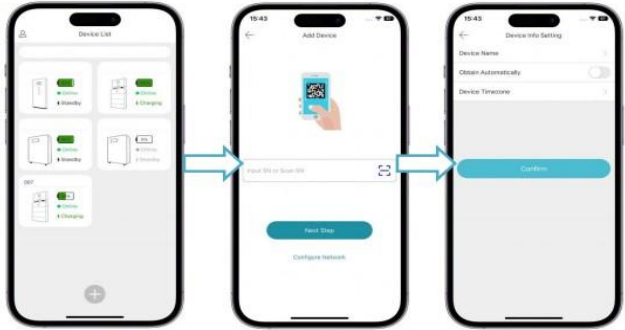 Device List
Online
Standby
Online
Charging
Online
Standby
Offline
Standby
Online
Charging
15:43
Add Device
Input SN or Scan SN
Next Step
Configure Network
15:43
Device Info Setting
Device Name
Obtain Automatically
Device Timezone
Confirm